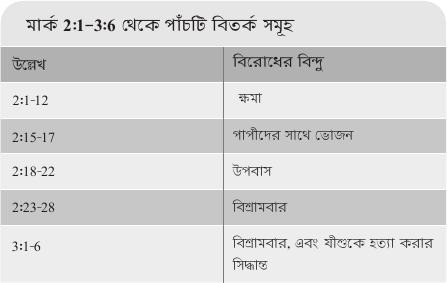 মার্ক 2:1-3:6 থেকে পাঁচটি বিতর্ক সমূহ
উল্লেখ বিরোধের বিন্দু
2:1-12 ক্ষমা
2:15-17 পাপীদের সাথে ভোজন
2:18-22 উপবাস
2:23-28 বিশ্রামবার
3:1-6 বিশ্রামবার, এবং যীশুকে হত্যা করার
সিদ্ধান্ত